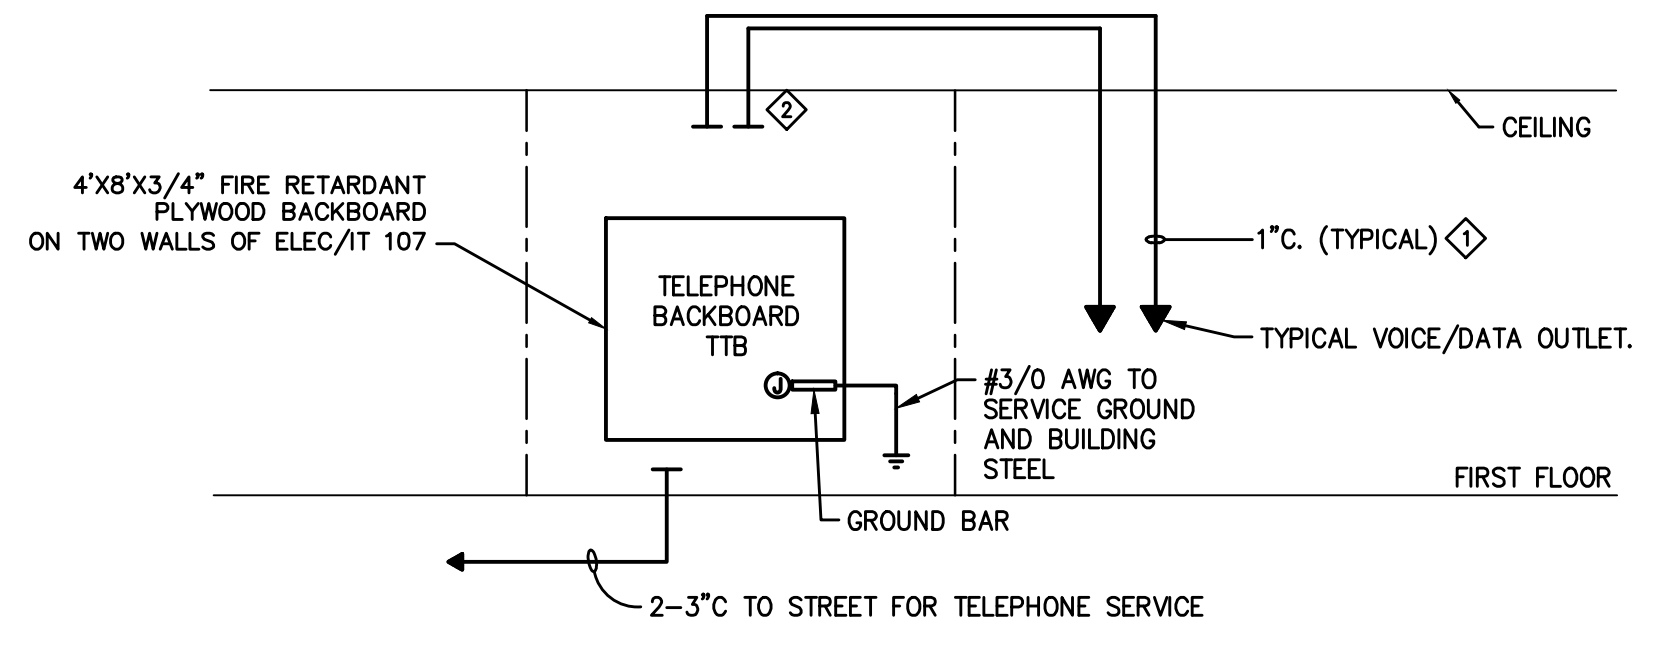 2
CEILING
4'X8'X3/4" FIRE RETARDANT
PLYWOOD BACKBOARD
ON TWO WALLS OF ELEC/IT 107
1"C. (TYPICAL) 1
TELEPHONE
BACKBOARD
TTB
J
TYPICAL VOICE/DATA OUTLET.
#3/0 AWG TO
SERVICE GROUND
AND BUILDING
STEEL
FIRST FLOOR
GROUND BAR
2-3"C TO STREET FOR TELEPHONE SERVICE